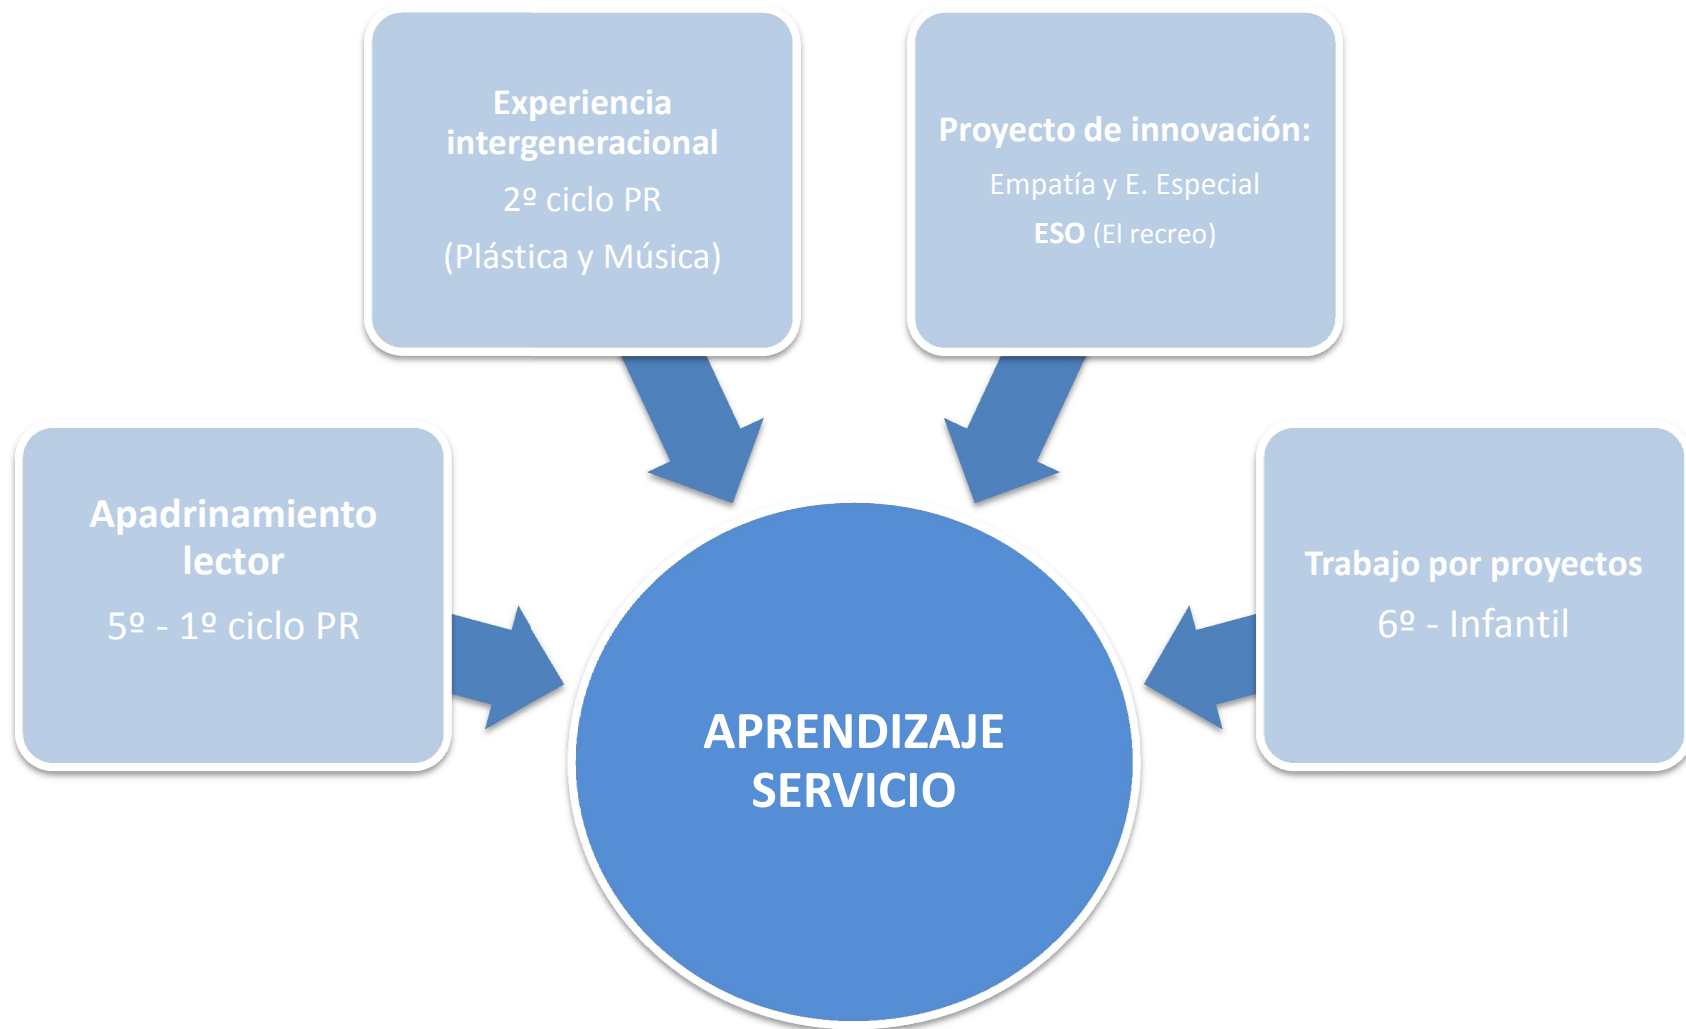 Experiencia
intergeneracional
2º ciclo PR
(Plástica y Música)
Proyecto de innovación:
Empatía y E. Especial
ESO (El recreo)
Apadrinamiento
lector
5º - 1º ciclo PR
Trabajo por proyectos
6º - Infantil
APRENDIZAJE
SERVICIO